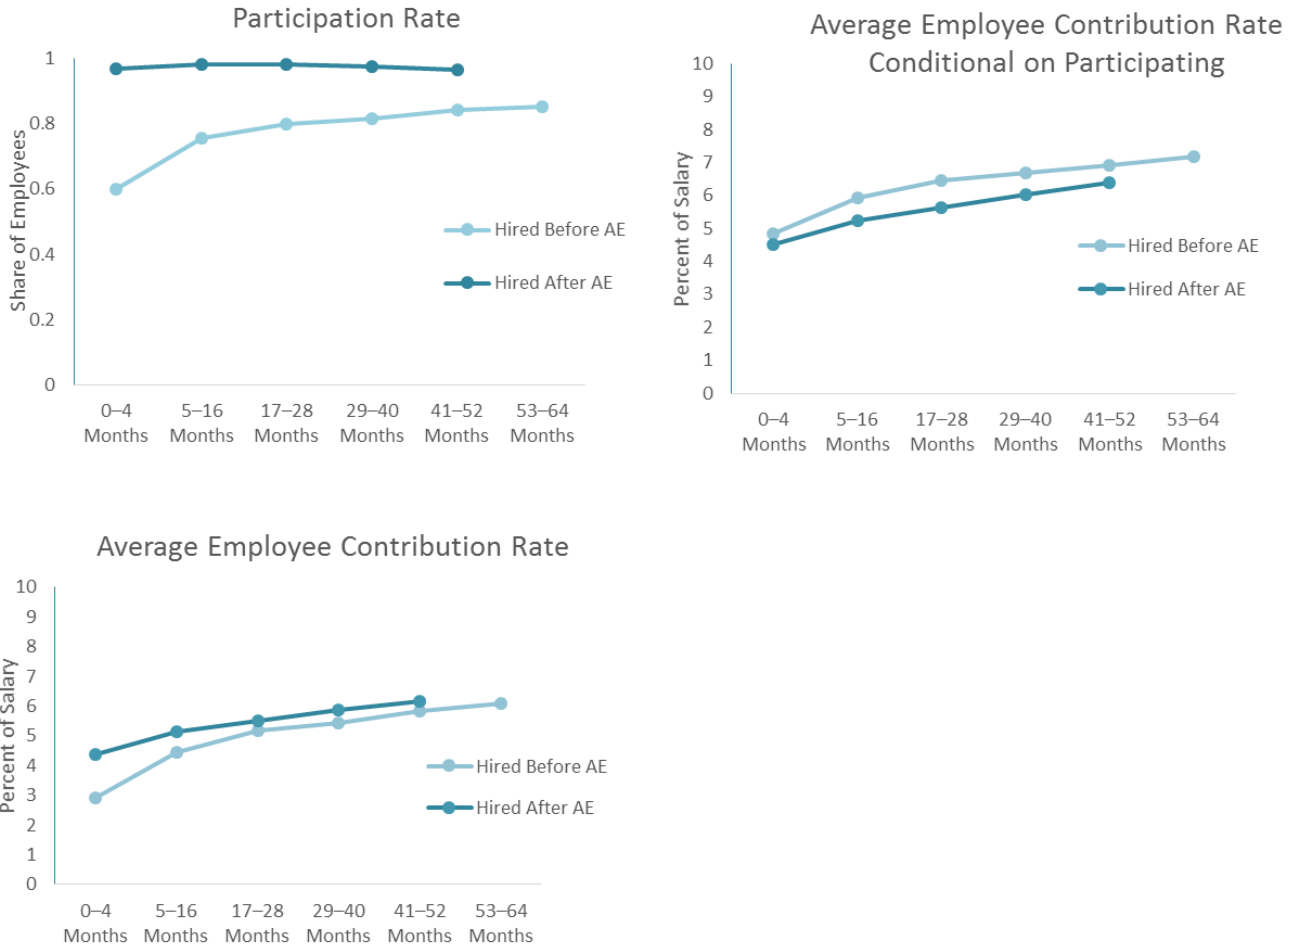 Participation Rate
1
0.8
0.6
0.4
0.2
0
Share of Employees
Hired Before AE
Hired After AE
0–4 5–16 17–28 29–40 41–52 53–64
Months Months Months Months Months Months
Average Employee Contribution Rate
Conditional on Participating
10
9
8
7
6
5
4
3
2
1
0
Percent of Salary
Hired Before AE
Hired After AE
0–4 5–16 17–28 29–40 41–52 53–64
Months Months Months Months Months Months
Average Employee Contribution Rate
10
9
8
7
6
5
4
3
2
1
0
Percent of Salary
Hired Before AE
Hired After AE
0–4 5–16 17–28 29–40 41–52 53–64
Months Months Months Months Months Months